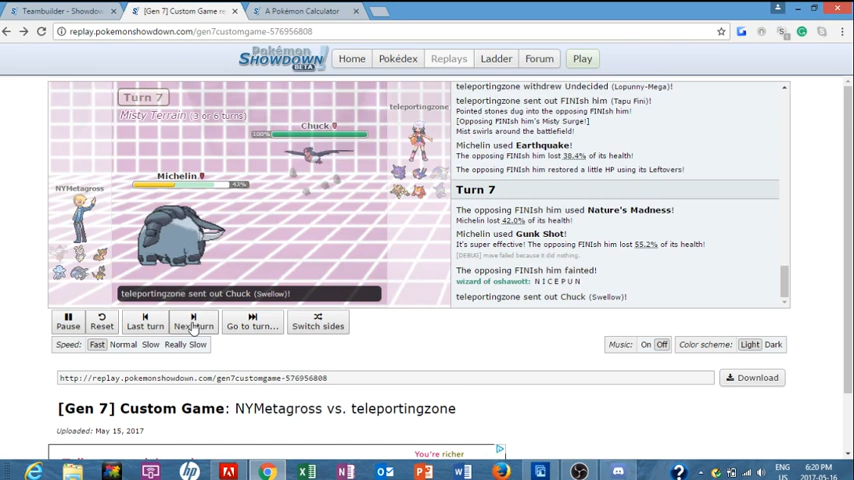 Teambuilder - Showdow
[Gen 7] Custom Game re
A Pokémon Calculator
replay.pokemonshowdown.com/gen7customgame-576956808
Pokémon
SHOWDOWN!
BETA
Home
Pokédex
Replays
Ladder
Forum
Play
Turn 7
Misty Terrain (3 or 6 turns)
teleportingzone
Chuck
100%
Michelin
43%
NYMetagross
teleportingzone sent out Chuck (Swellow)!
teleportingzone withdrew Undecided (Lopunny-Mega)!
teleportingzone sent out FINIsh him (Tapu Fini)!
Pointed stones dug into the opposing FINIsh him!
[Opposing FINIsh him's Misty Surge!]
Mist swirls around the battlefield!
Michelin used Earthquake!
The opposing FINIsh him lost 38.4% of its health!
The opposing FINIsh him restored a little HP using its Leftovers!
Turn 7
The opposing FINIsh him used Nature's Madness!
Michelin lost 42.0% of its health!
Michelin used Gunk Shot!
It's super effective! The opposing FINIsh him lost 55.2% of its health!
[DEBUG] move failed because it did nothing.
The opposing FINIsh him fainted!
wizard of oshawott: N I C E P U N
teleportingzone sent out Chuck (Swellow)!
Pause
Reset
Last turn
Next turn
Go to turn...
Switch sides
Speed: Fast Normal Slow Really Slow
Music: On Off
Color scheme: Light Dark
http://replay.pokemonshowdown.com/gen7customgame-576956808
Download
[Gen 7] Custom Game: NYMetagross vs. teleportingzone
Uploaded: May 15, 2017
You're richer
ENG
US
6:20 PM
2017-05-16